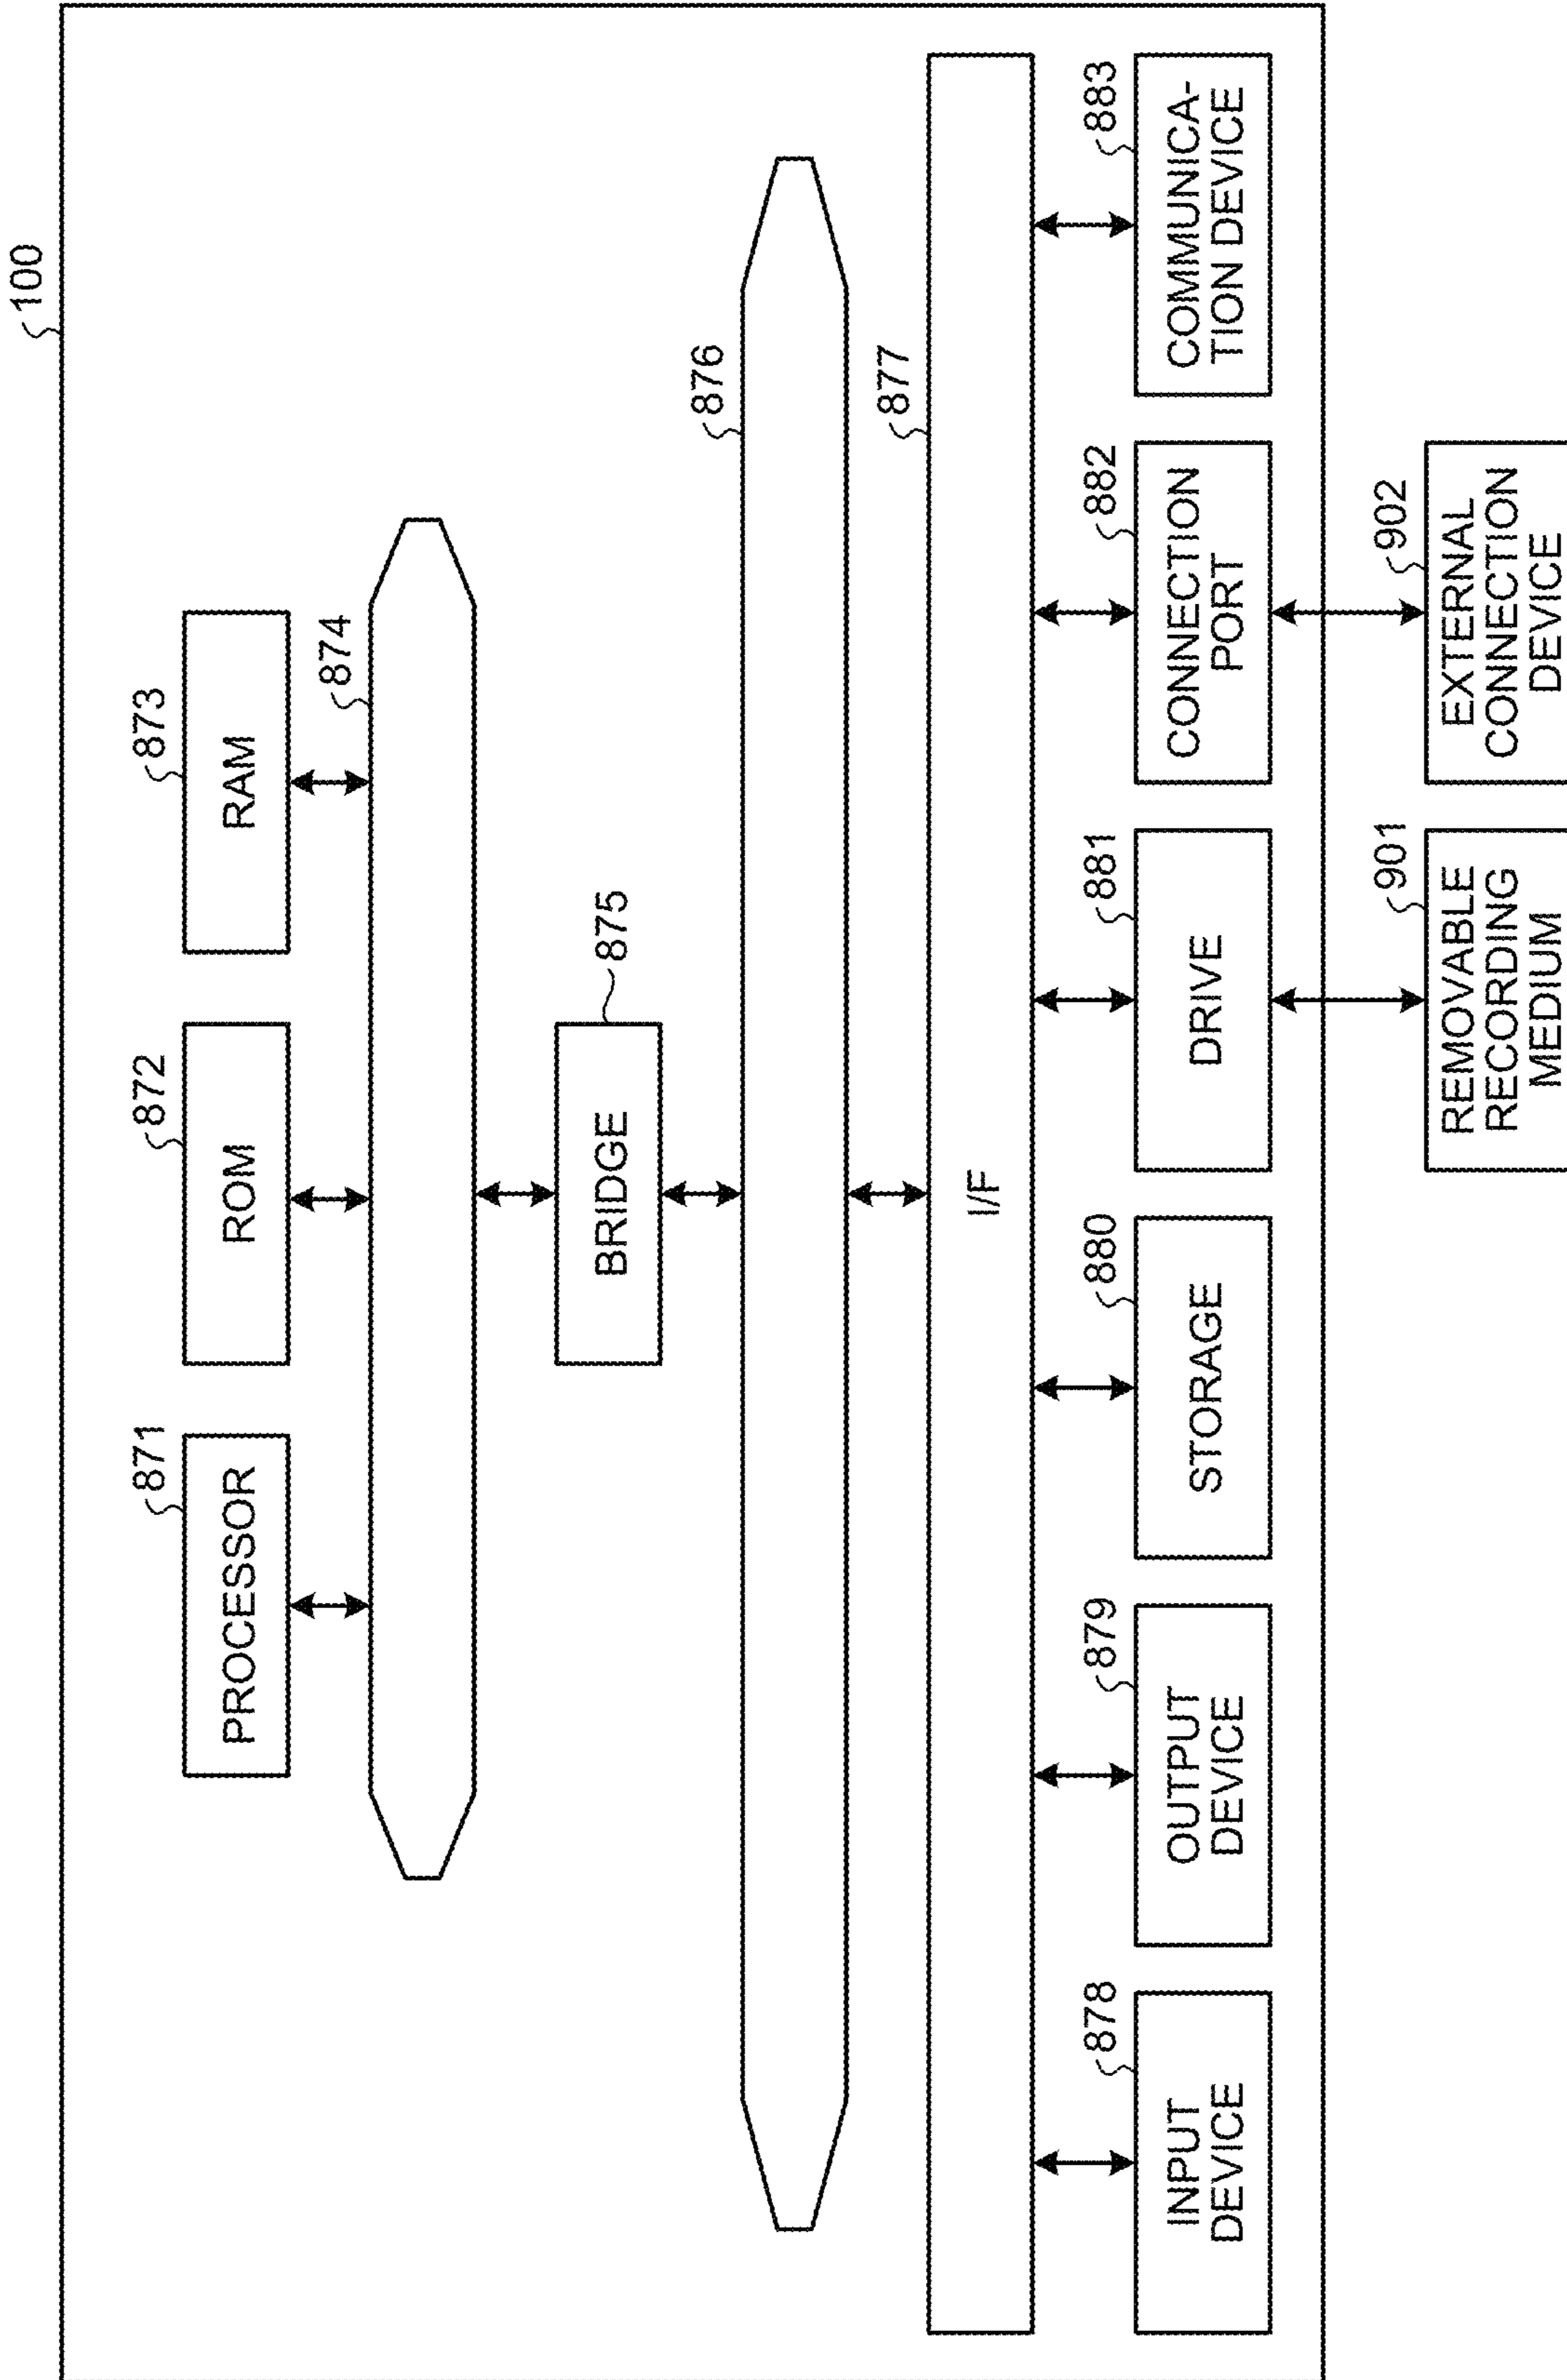 100
871
PROCESSOR
872
ROM
873
RAM
874
875
BRIDGE
876
877
I/F
878
INPUT
DEVICE
879
OUTPUT
DEVICE
880
STORAGE
881
DRIVE
882
CONNECTION
PORT
883
COMMUNICA-
TION DEVICE
901
REMOVABLE
RECORDING
MEDIUM
902
EXTERNAL
CONNECTION
DEVICE